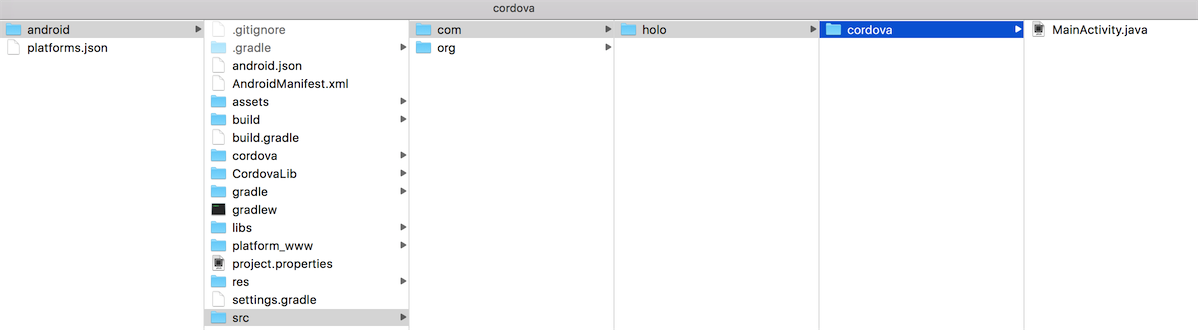 cordova
android
platforms.json
.gitignore
.gradle
android.json
AndroidManifest.xml
assets
build
build.gradle
cordova
CordovaLib
gradle
gradlew
libs
platform_www
project.properties
res
settings.gradle
src
com
org
holo
cordova
MainActivity.java